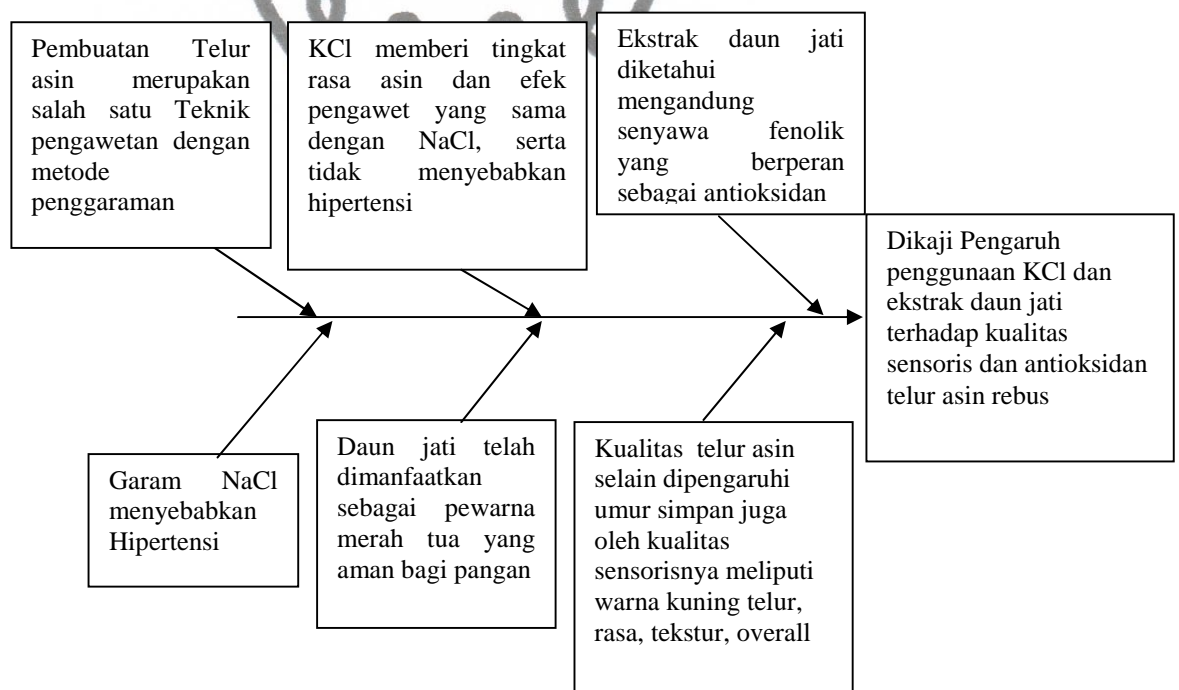 Pembuatan Telur
asin merupakan
salah satu Teknik
pengawetan dengan
metode
penggaraman
KCl memberi tingkat
rasa asin dan efek
pengawet yang sama
dengan NaCl, serta
tidak menyebabkan
hipertensi
Ekstrak daun jati
diketahui
mengandung
senyawa fenolik
yang berperan
sebagai antioksidan
Dikaji Pengaruh
penggunaan KCl dan
ekstrak daun jati
terhadap kualitas
sensoris dan antioksidan
telur asin rebus
Garam NaCl
menyebabkan
Hipertensi
Daun jati telah
dimanfaatkan
sebagai pewarna
merah tua yang
aman bagi pangan
Kualitas telur asin
selain dipengaruhi
umur simpan juga
oleh kualitas
sensorisnya meliputi
warna kuning telur,
rasa, tekstur, overall